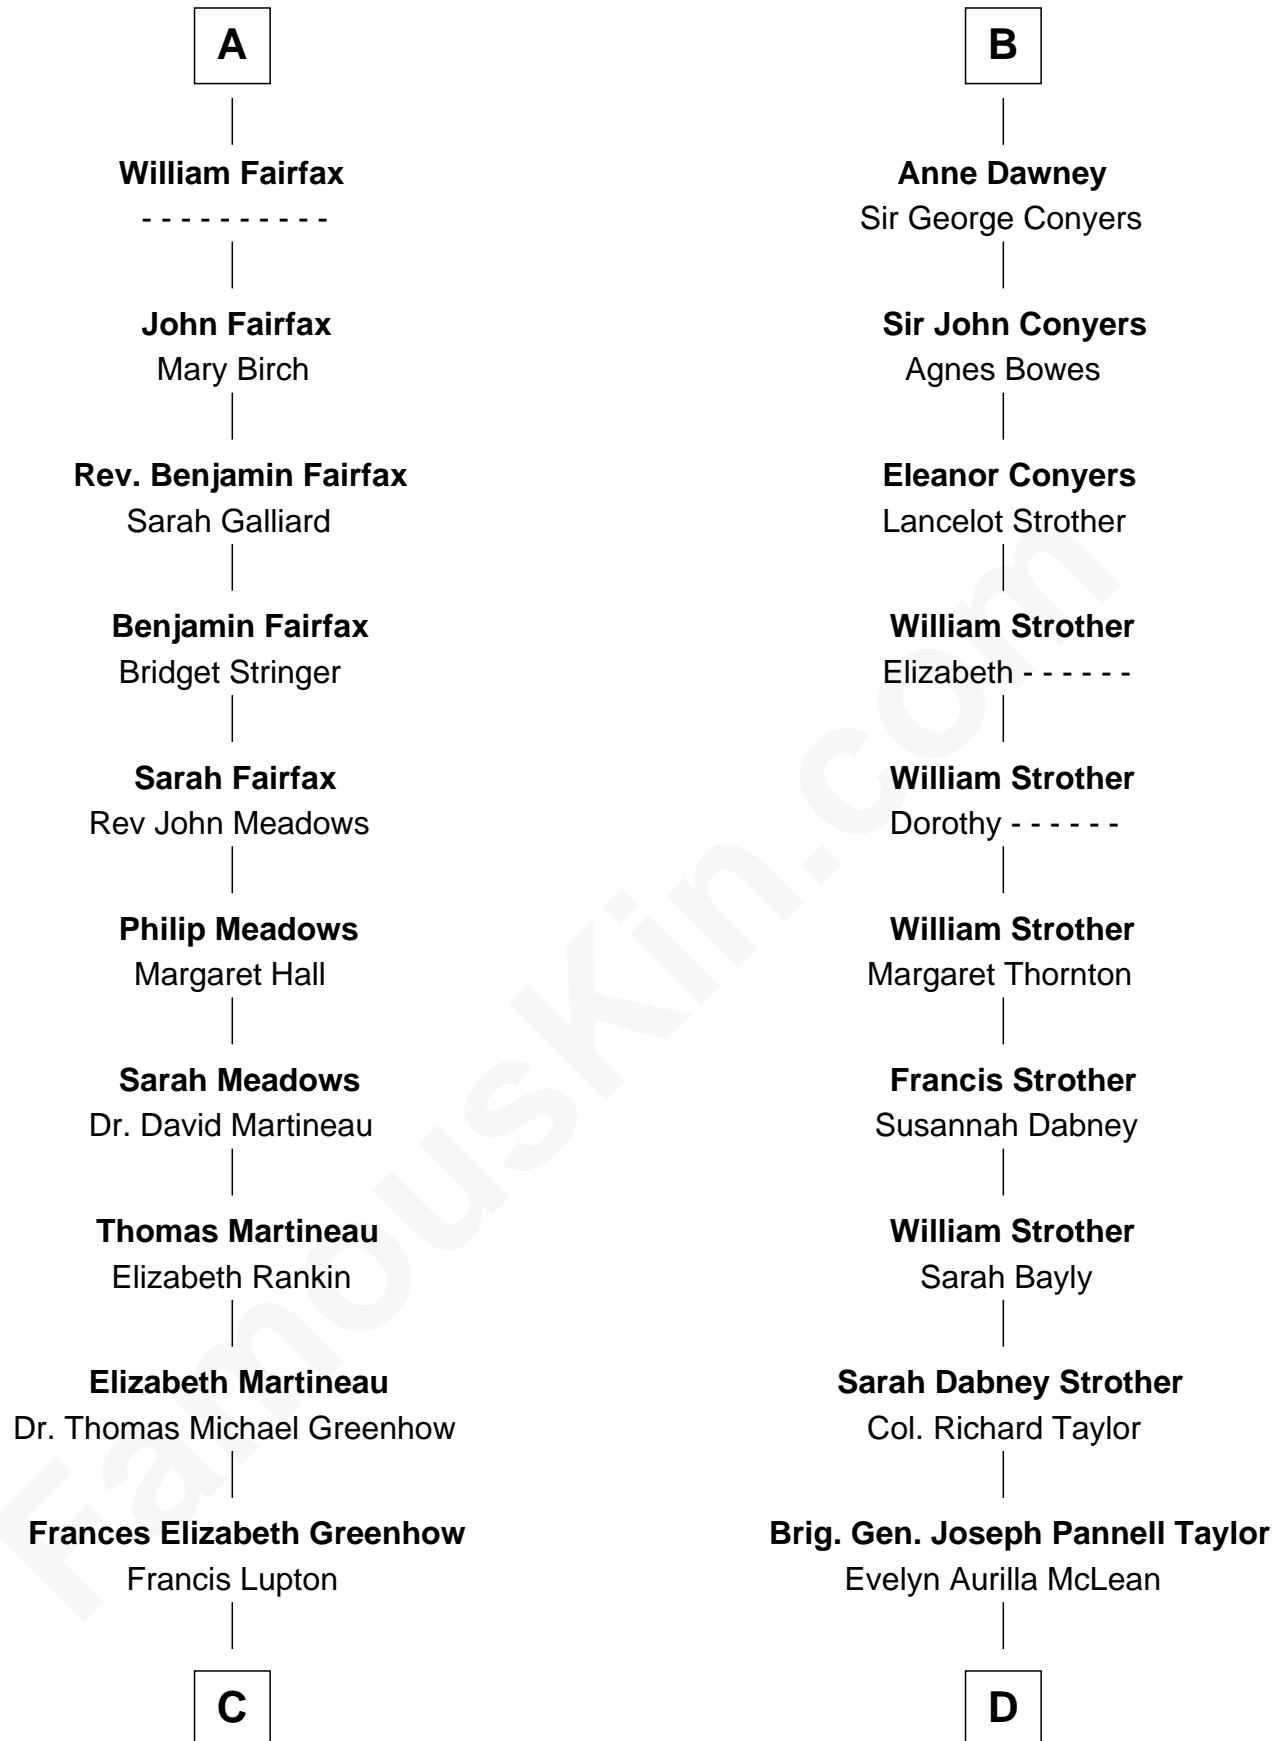 A
William Fairfax
- - - - - - - - - -
John Fairfax
Mary Birch
Rev. Benjamin Fairfax
Sarah Galliard
Benjamin Fairfax
Bridget Stringer
Sarah Fairfax
Rev John Meadows
Philip Meadows
Margaret Hall
Sarah Meadows
Dr. David Martineau
Thomas Martineau
Elizabeth Rankin
Elizabeth Martineau
Dr. Thomas Michael Greenhow
Frances Elizabeth Greenhow
Francis Lupton
C
B
Anne Dawney
Sir George Conyers
Sir John Conyers
Agnes Bowes
Eleanor Conyers
Lancelot Strother
William Strother
Elizabeth - - - - - -
William Strother
Dorothy - - - - - -
William Strother
Margaret Thornton
Francis Strother
Susannah Dabney
William Strother
Sarah Bayly
Sarah Dabney Strother
Col. Richard Taylor
Brig. Gen. Joseph Pannell Taylor
Evelyn Aurilla McLean
D
FamousKin.com